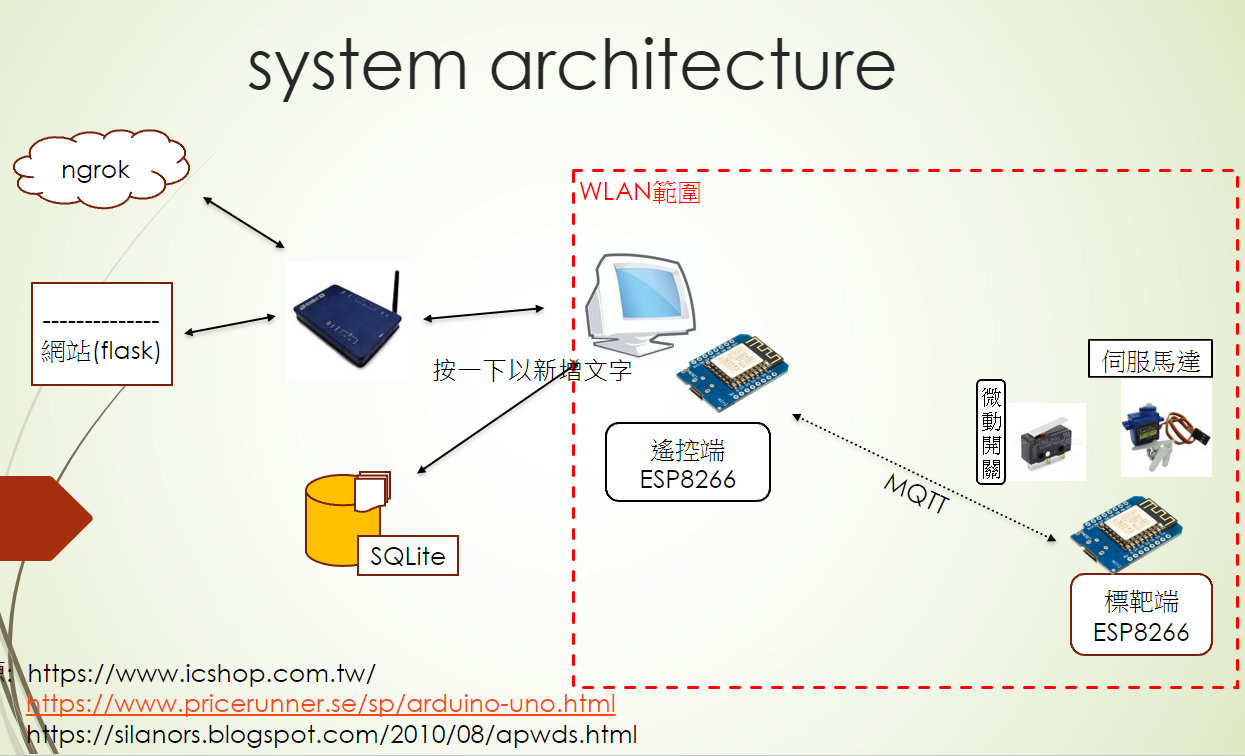 system architecture
ngrok
WLAN範圍
--------------
網站(flask)
按一下以新增文字
伺服馬達
微
動
開
關
遙控端
ESP8266
MQTT
SQLite
標靶端
ESP8266
: https://www.icshop.com.tw/
https://www.pricerunner.se/sp/arduino-uno.html
https://silanors.blogspot.com/2010/08/apwds.html